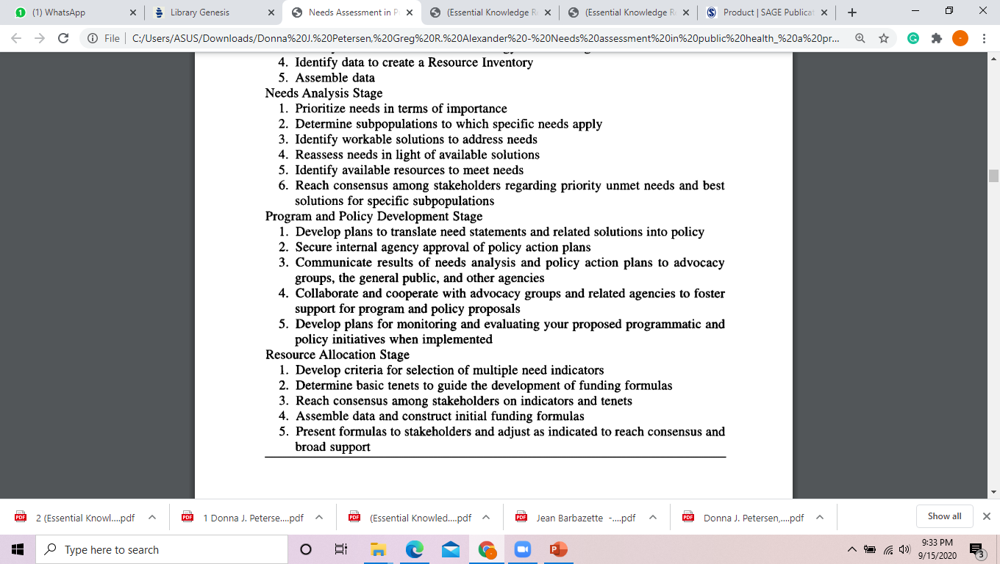 (1) WhatsApp
Library Genesis
Needs Assessment in P
(Essential Knowledge R
(Essential Knowledge R
Product | SAGE Publicat
File
C:/Users/ASUS/Downloads/Donna%20J.%20Petersen,%20Greg%20R.%20Alexander%20-%20Needs%20assessment%20in%20public%20health_%20a%20pr...
4. Identify data to create a Resource Inventory
5. Assemble data
Needs Analysis Stage
1. Prioritize needs in terms of importance
2. Determine subpopulations to which specific needs apply
3. Identify workable solutions to address needs
4. Reassess needs in light of available solutions
5. Identify available resources to meet needs
6. Reach consensus among stakeholders regarding priority unmet needs and best
solutions for specific subpopulations
Program and Policy Development Stage
1. Develop plans to translate need statements and related solutions into policy
2. Secure internal agency approval of policy action plans
3. Communicate results of needs analysis and policy action plans to advocacy
groups, the general public, and other agencies
4. Collaborate and cooperate with advocacy groups and related agencies to foster
support for program and policy proposals
5. Develop plans for monitoring and evaluating your proposed programmatic and
policy initiatives when implemented
Resource Allocation Stage
1. Develop criteria for selection of multiple need indicators
2. Determine basic tenets to guide the development of funding formulas
3. Reach consensus among stakeholders on indicators and tenets
4. Assemble data and construct initial funding formulas
5. Present formulas to stakeholders and adjust as indicated to reach consensus and
broad support
2 (Essential Knowl....pdf
1 Donna J. Peterse....pdf
(Essential Knowled....pdf
Jean Barbazette -....pdf
Donna J. Petersen,....pdf
Show all
Type here to search
9:33 PM
9/15/2020
3